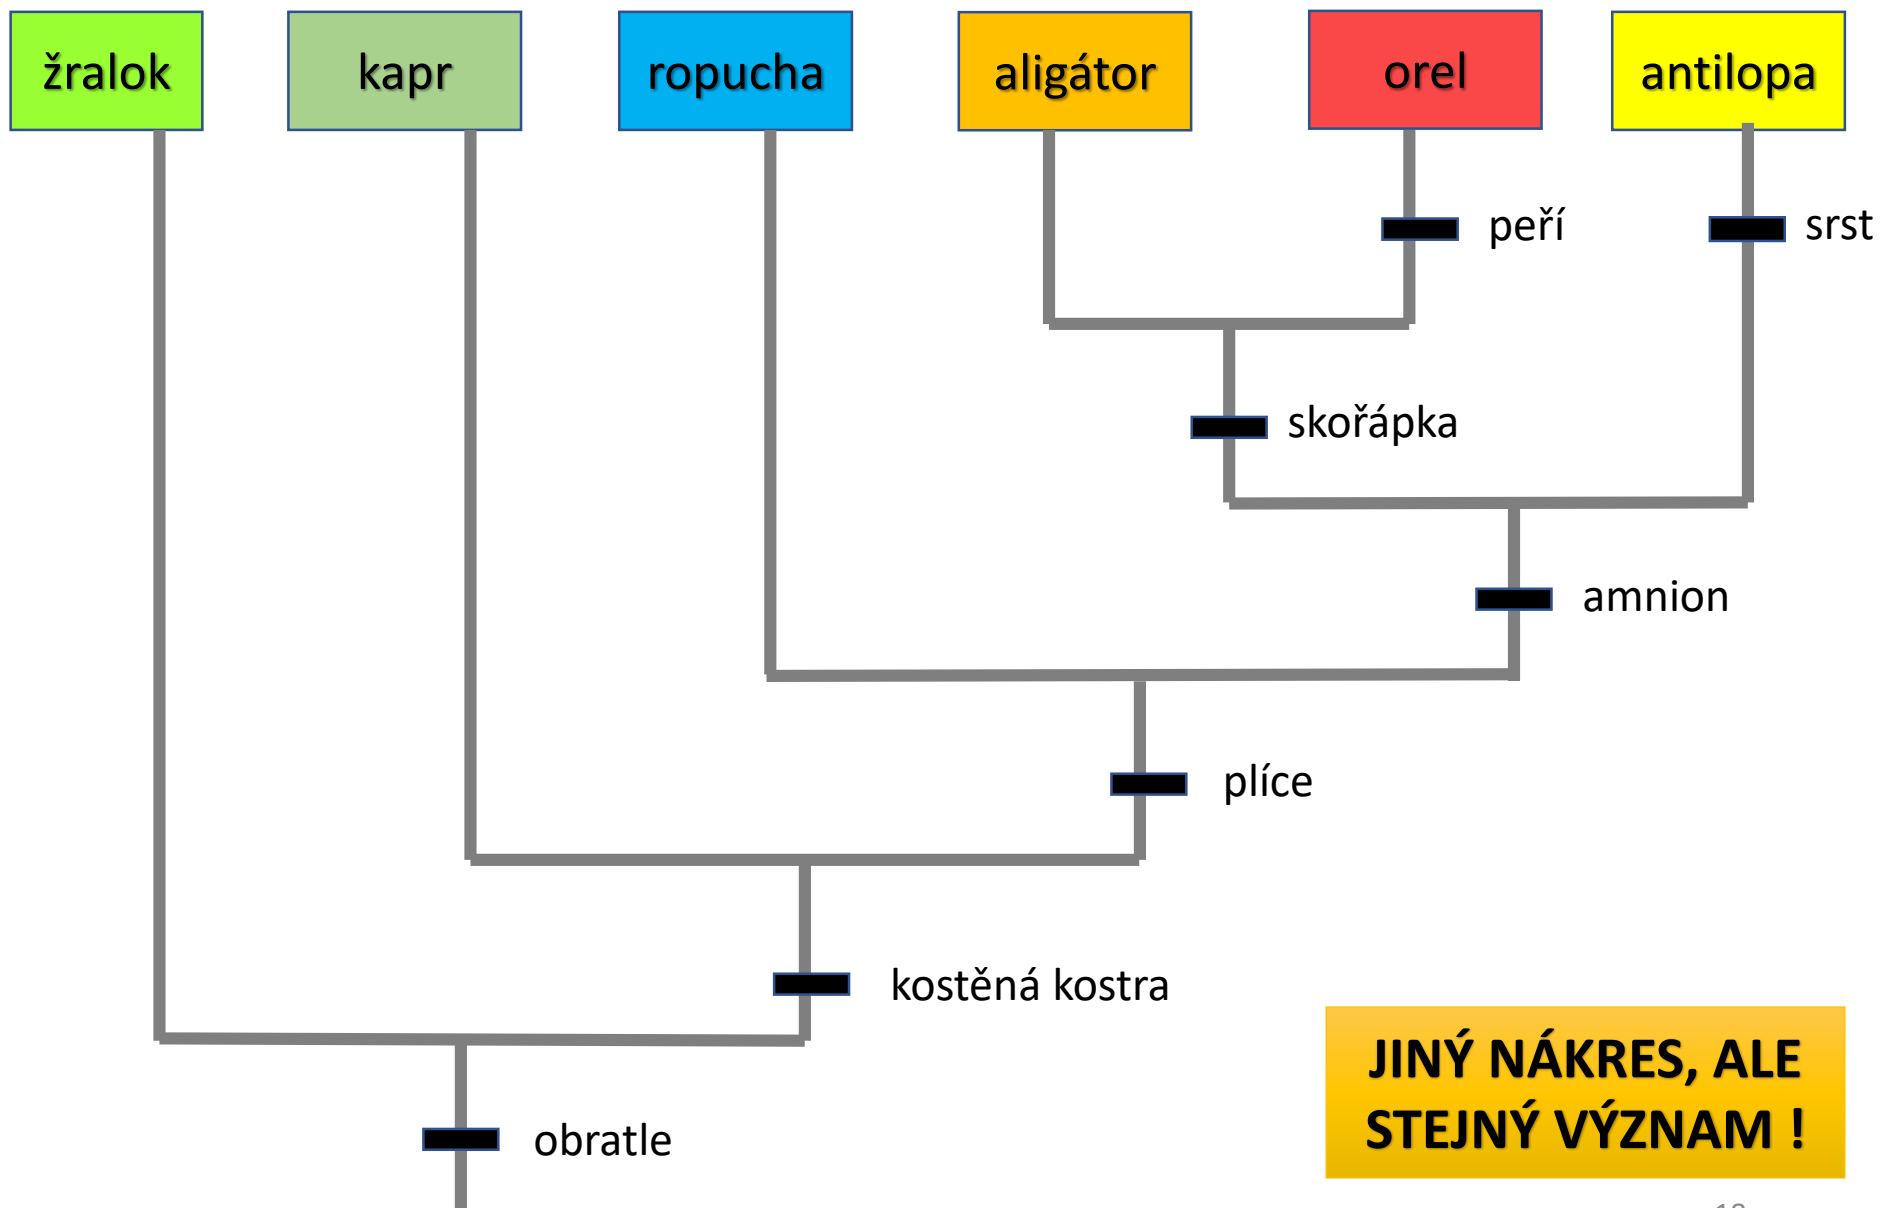 žralok
kapr
ropucha
aligátor
orel
antilopa
peří
srst
skořápka
amnion
plíce
kostěná kostra
JINÝ NÁKRES, ALE
STEJNÝ VÝZNAM !
obratle